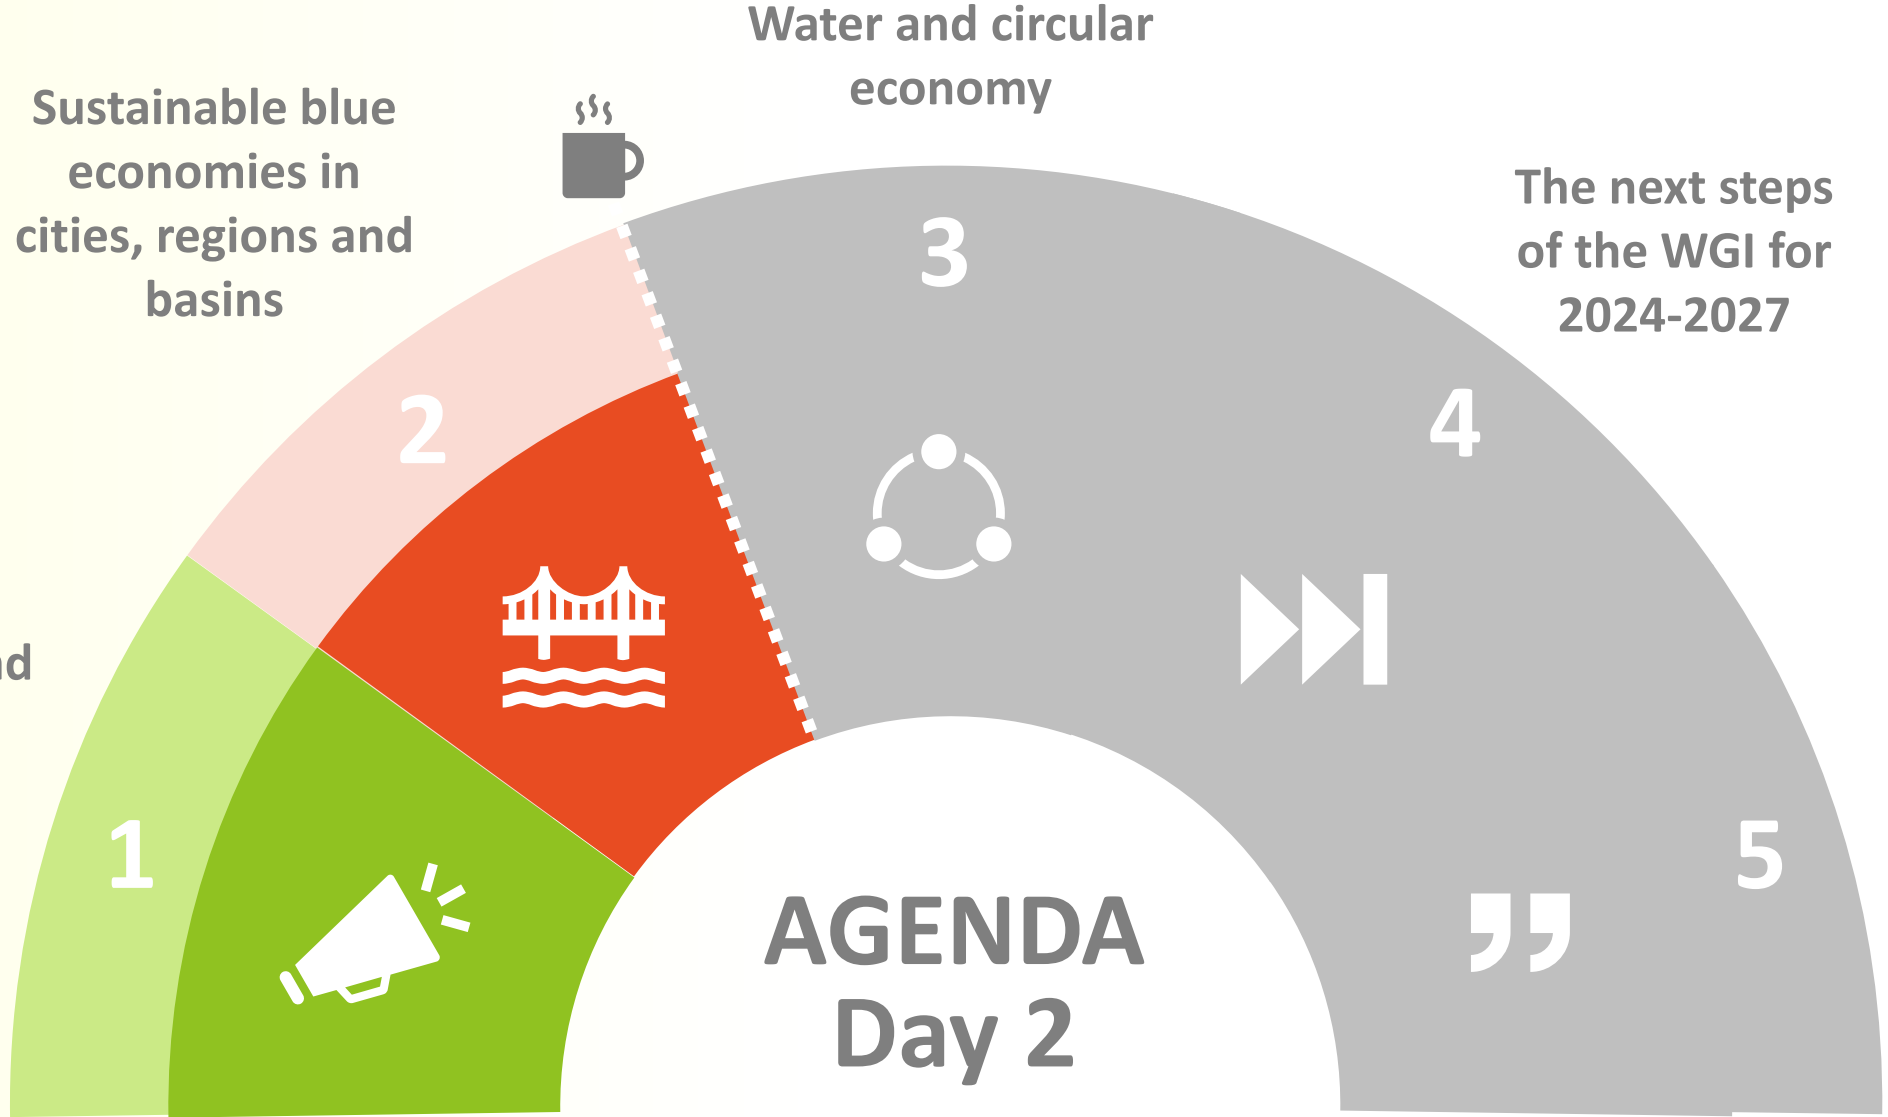 Water and circular
economy
Sustainable blue
economies in
cities, regions and
basins
The next steps
of the WGI for
2024-2027
3
2
4
1
5
AGENDA
Day 2